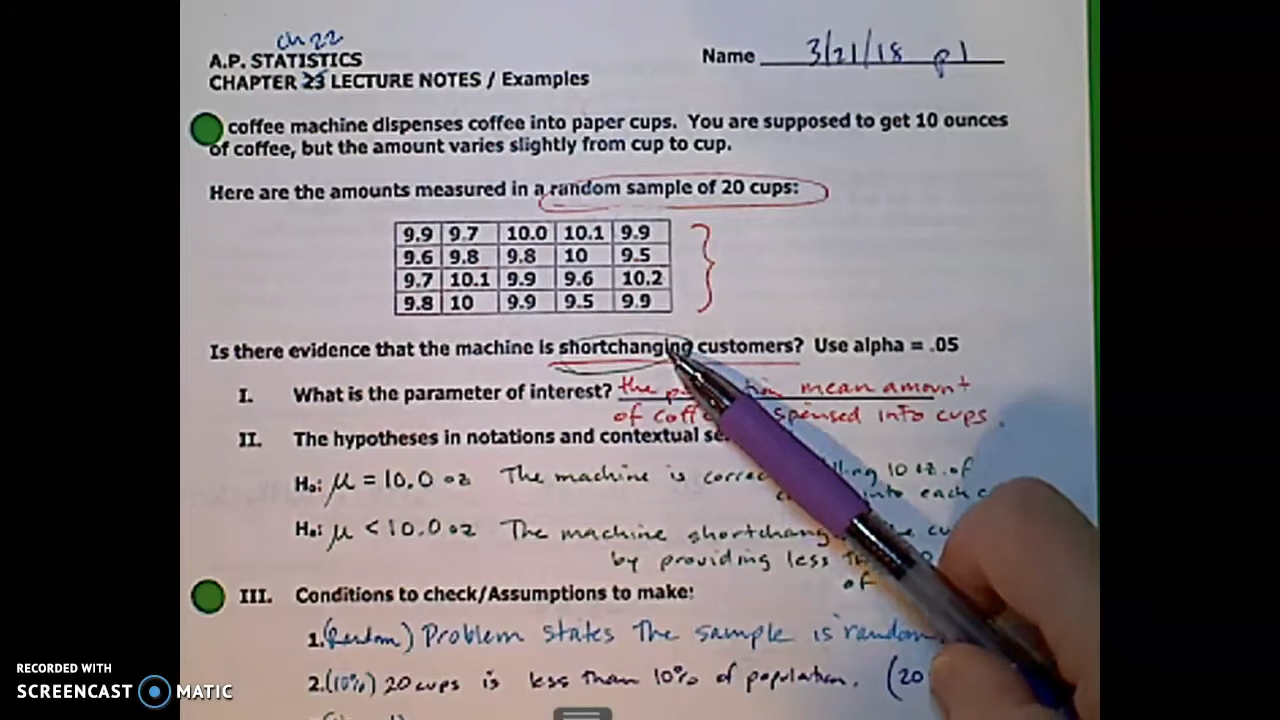 ch 22
A.P. STATISTICS
Name 3/21/18 p1
CHAPTER 23 LECTURE NOTES / Examples
coffee machine dispenses coffee into paper cups. You are supposed to get 10 ounces
of coffee, but the amount varies slightly from cup to cup.
Here are the amounts measured in a random sample of 20 cups:
9.9 9.7 10.0 10.1 9.9
9.6 9.8 9.8 10 9.5
9.7 10.1 9.9 9.6 10.2
9.8 10 9.9 9.5 9.9
Is there evidence that the machine is shortchanging customers? Use alpha = .05
I. What is the parameter of interest? the mean amount
of spensed into cups.
II. The hypotheses in notations and contextual
H₀: μ = 10.0 oz The machine is 10 oz. of
into each
Hₐ: μ < 10.0 oz The machine
by providing less
of
III. Conditions to check/Assumptions to make:
1. (Random) Problem states the sample is random.
2. (10%) 20 cups is less than 10% of population. (20
RECORDED WITH
SCREENCAST MATIC